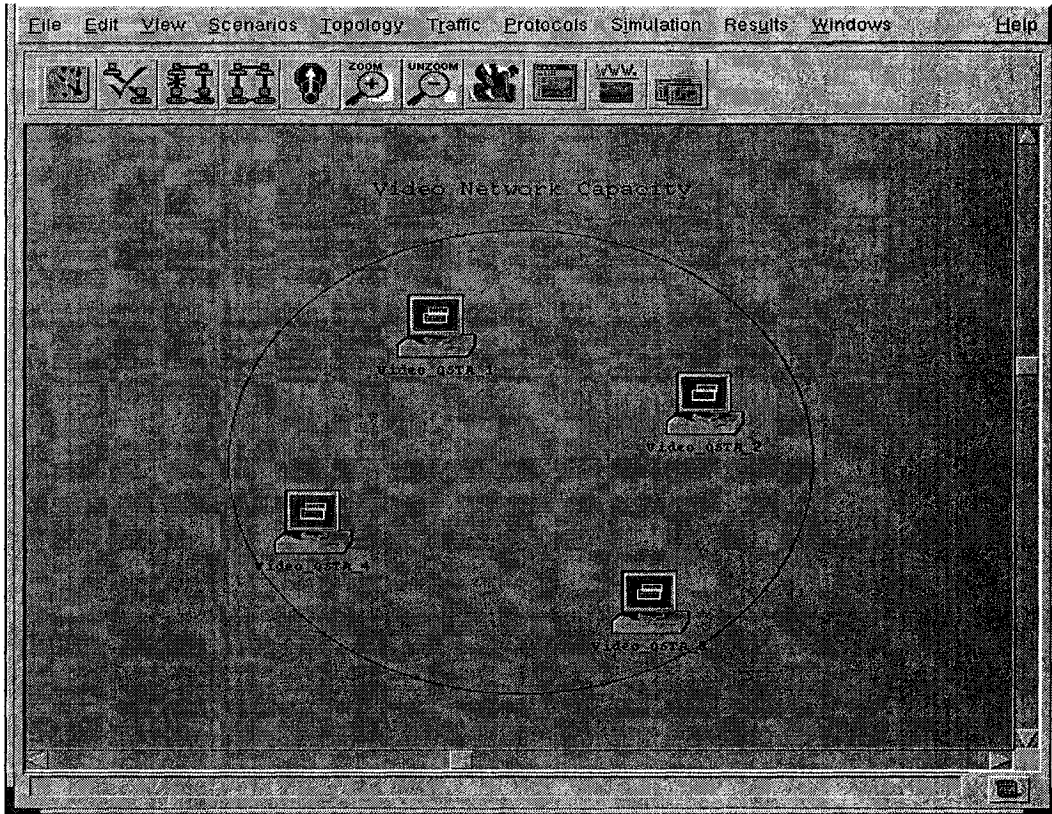 File Edit View Scenarios Topology Traffic Protocols Simulation Results Windows Help
ZOOM UNZOOM WWW.
Video Network Capacity
Video_QSTA_1
Video_QSTA_2
Video_QSTA_4
Video_QSTA_3